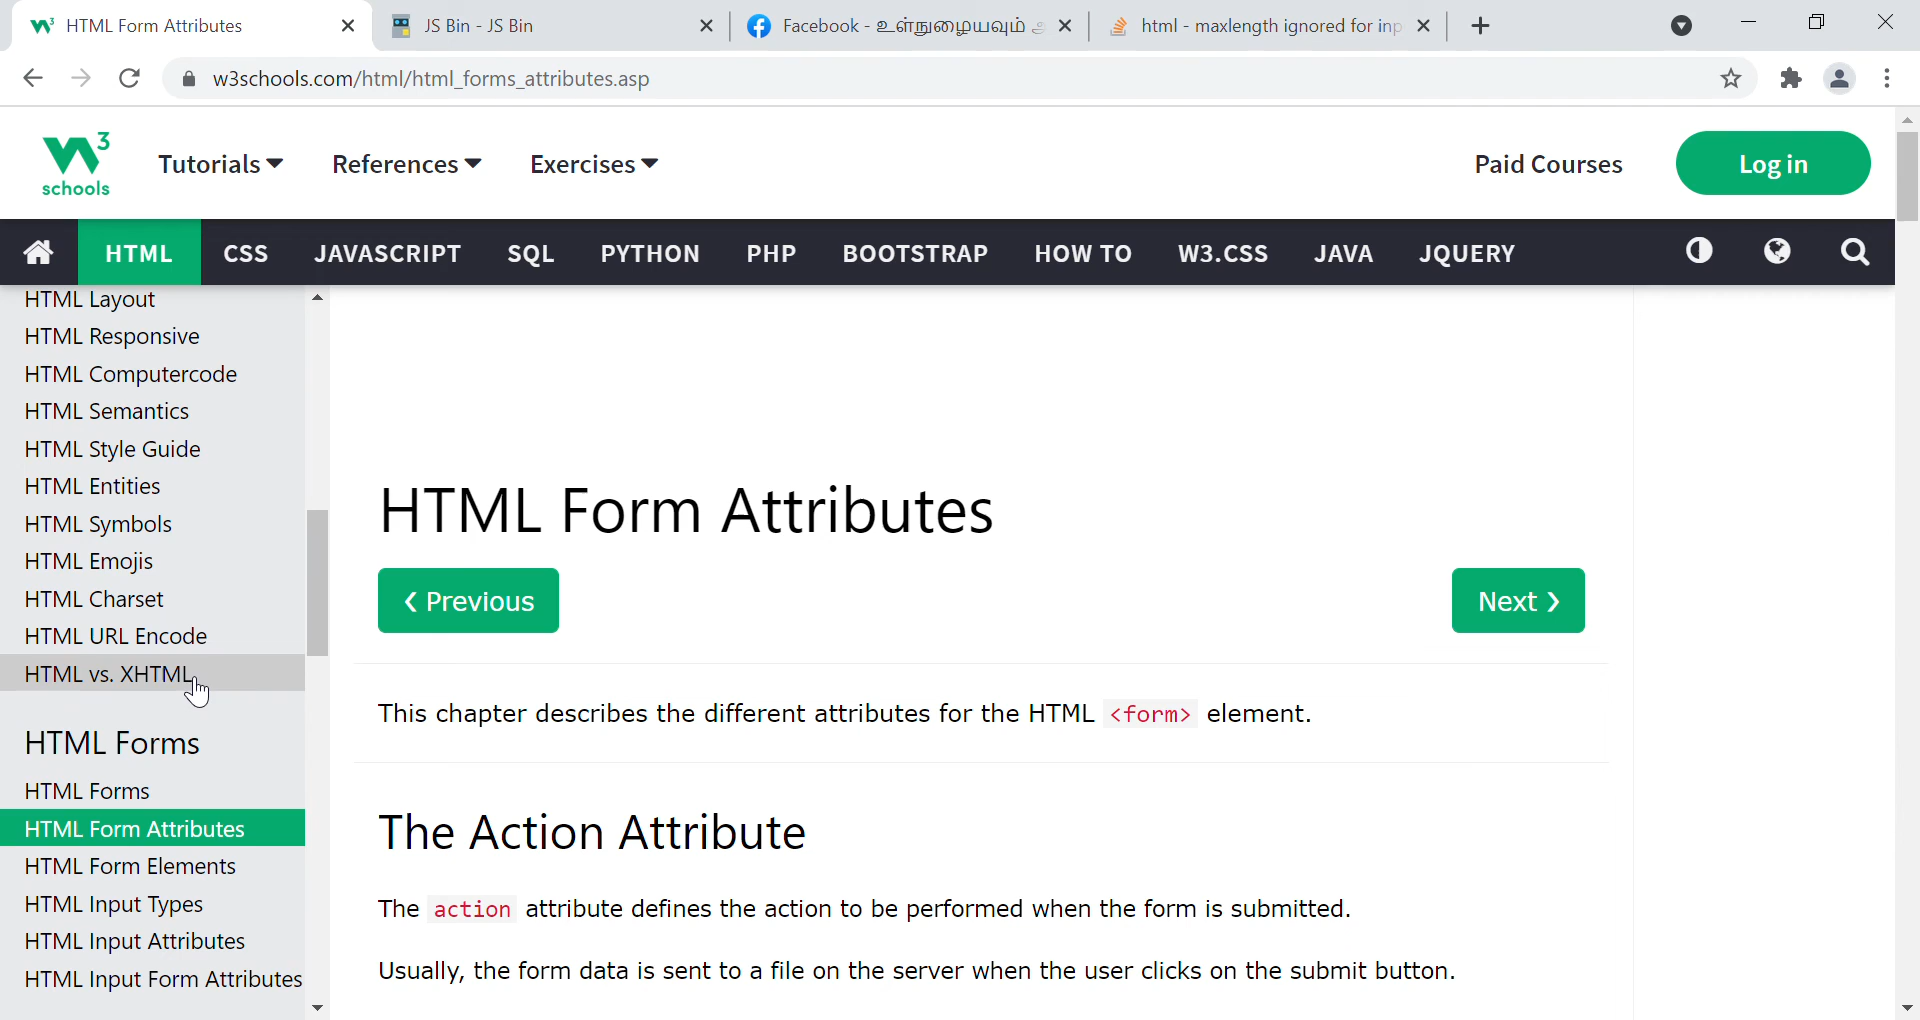 HTML Form Attributes
JS Bin - JS Bin
Facebook - உள்நுழையவும்
html - maxlength ignored for inp
w3schools.com/html/html_forms_attributes.asp
W3
schools
Tutorials
References
Exercises
Paid Courses
Log in
HTML
CSS
JAVASCRIPT
SQL
PYTHON
PHP
BOOTSTRAP
HOW TO
W3.CSS
JAVA
JQUERY
HTML Layout
HTML Responsive
HTML Computercode
HTML Semantics
HTML Style Guide
HTML Entities
HTML Symbols
HTML Emojis
HTML Charset
HTML URL Encode
HTML vs. XHTML
HTML Forms
HTML Forms
HTML Form Attributes
HTML Form Elements
HTML Input Types
HTML Input Attributes
HTML Input Form Attributes
HTML Form Attributes
❮ Previous
Next ❯
This chapter describes the different attributes for the HTML <form> element.
The Action Attribute
The action attribute defines the action to be performed when the form is submitted.
Usually, the form data is sent to a file on the server when the user clicks on the submit button.